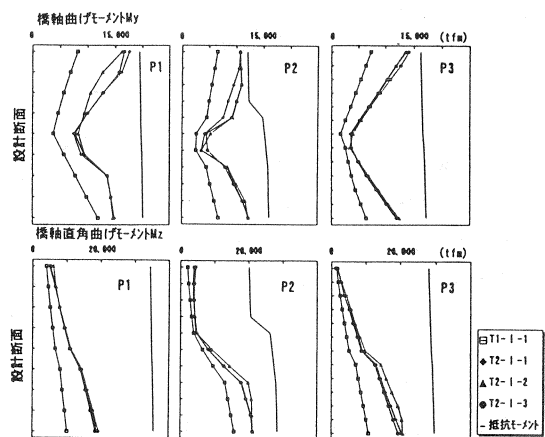 橋軸曲げモーメントMy
0 15,000 0 15,000 0 15,000 (tfm)
P1 P2 P3
設計断面
橋軸直角曲げモーメントMz
0 20,000 0 20,000 0 20,000 (tfm)
P1 P2 P3
設計断面
T1-I-1
T2-I-1
T2-I-2
T2-I-3
抵抗モーメント